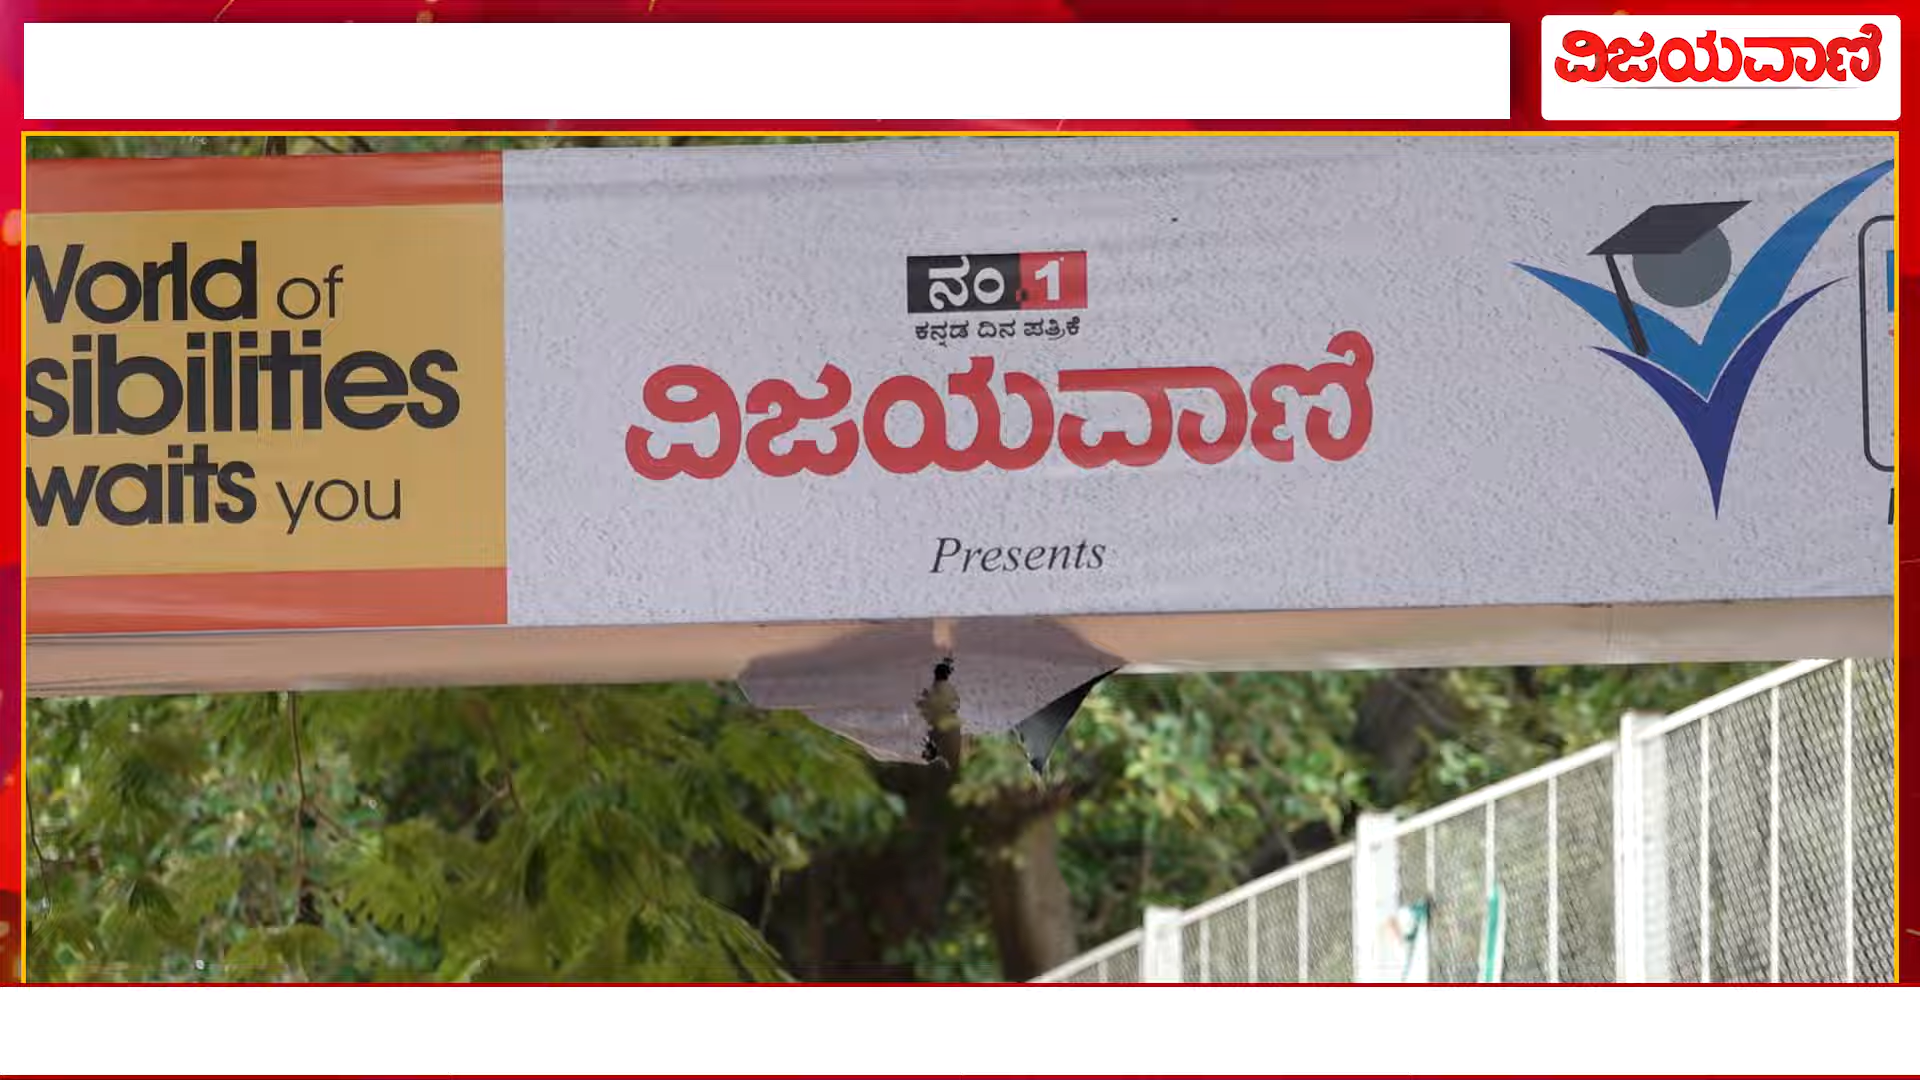 ವಿಜಯವಾಣಿ
World of
sibilities
waits you
ನಂ.1
ಕನ್ನಡ ದಿನ ಪತ್ರಿಕೆ
ವಿಜಯವಾಣಿ
Presents